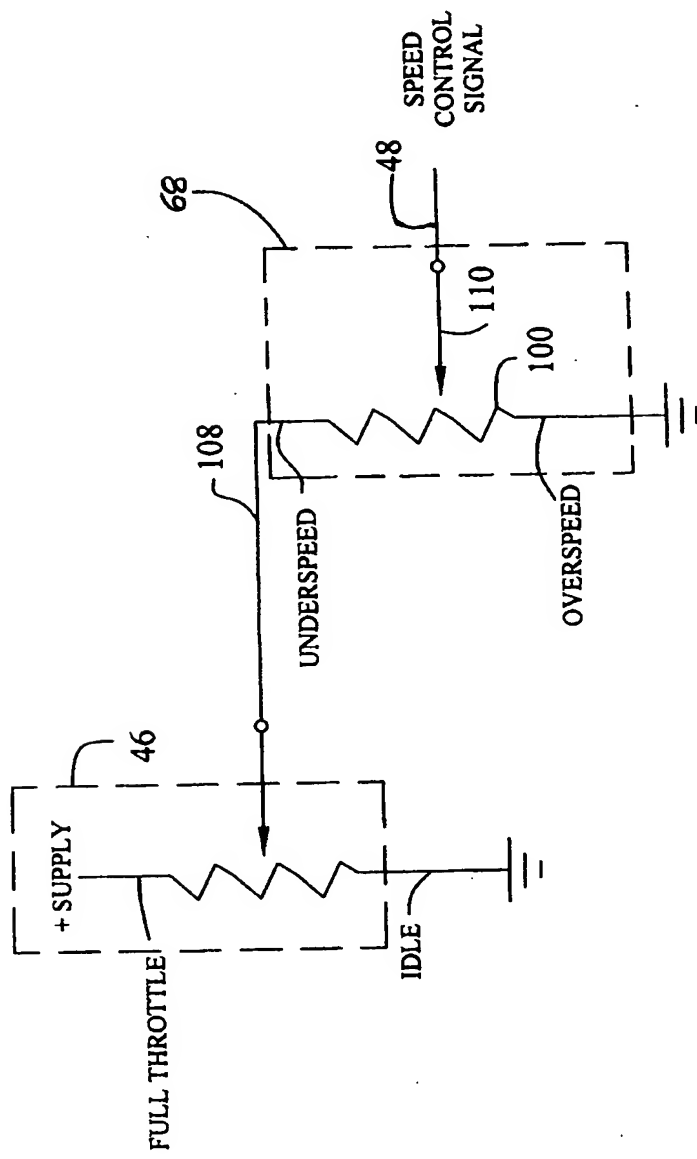 68
SPEED
CONTROL
SIGNAL
48
108
110
100
UNDERSPEED
OVERSPEED
46
+ SUPPLY
FULL THROTTLE
IDLE